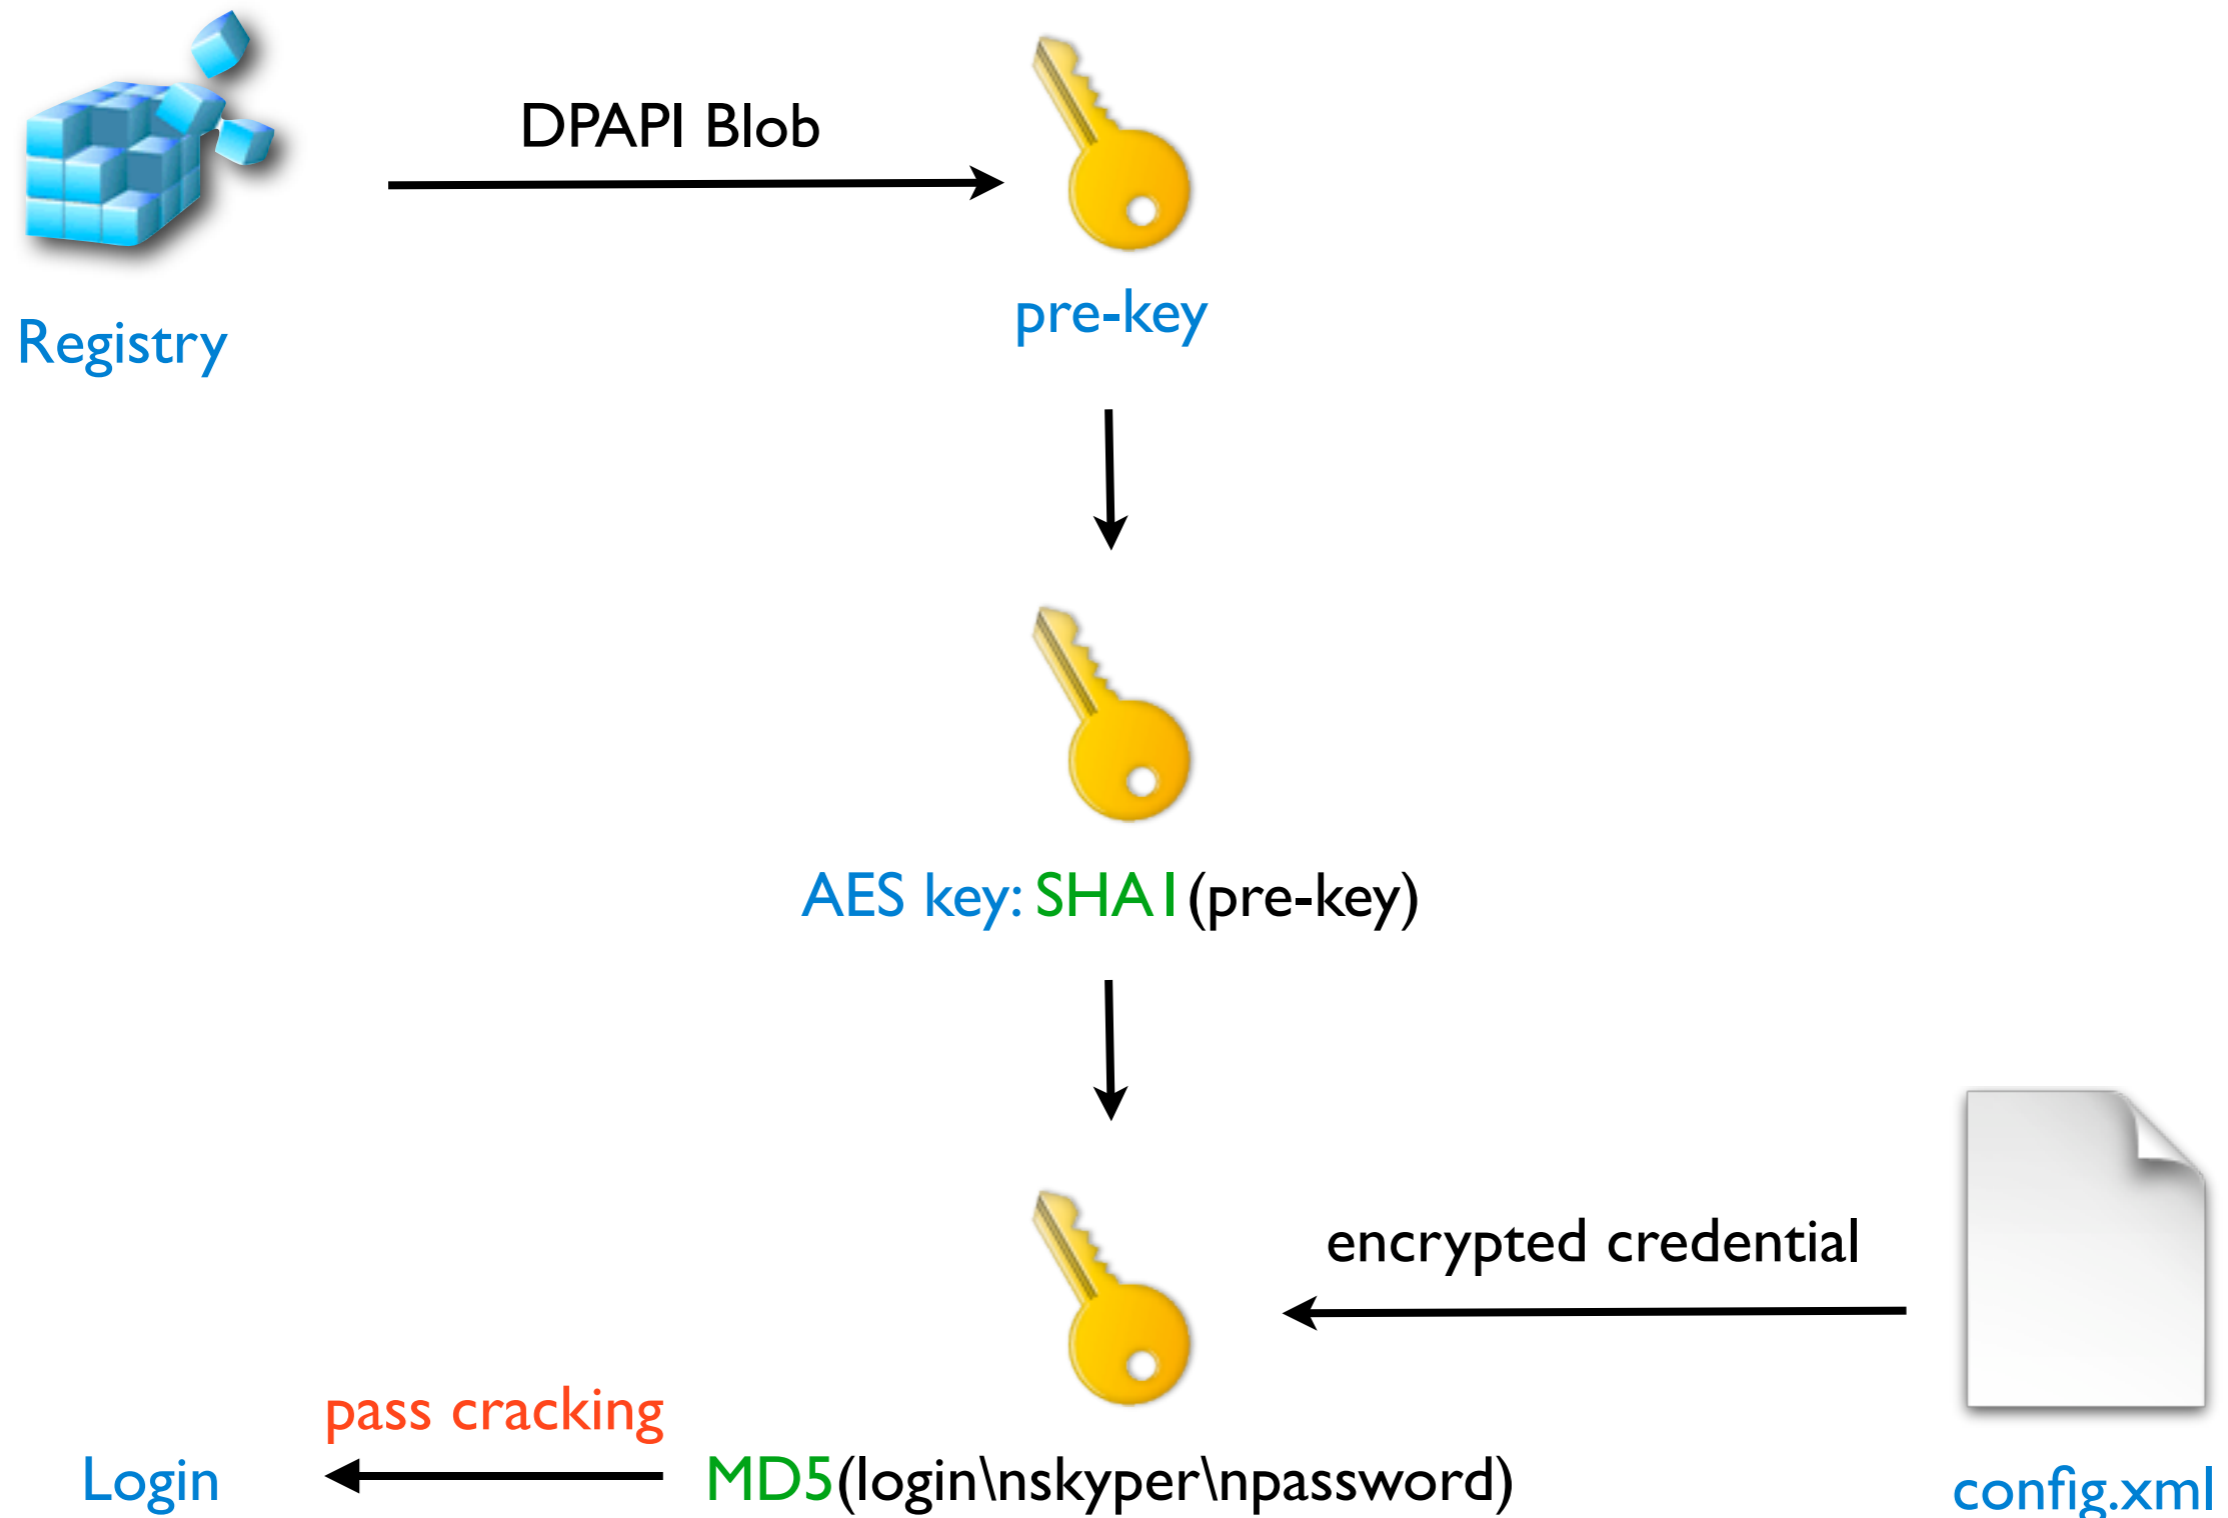 DPAPI Blob
pre-key
Registry
AES key: SHA1(pre-key)
encrypted credential
pass cracking
Login
MD5(login\nskyper\npassword)
config.xml